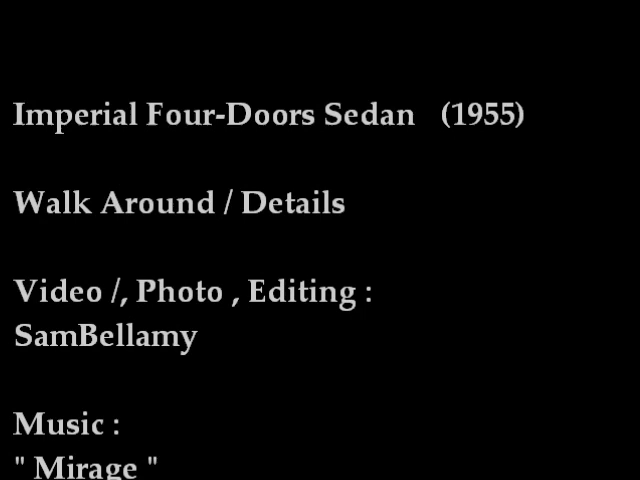 Imperial Four-Doors Sedan (1955)
Walk Around / Details
Video /, Photo , Editing :
SamBellamy
Music :
" Mirage "